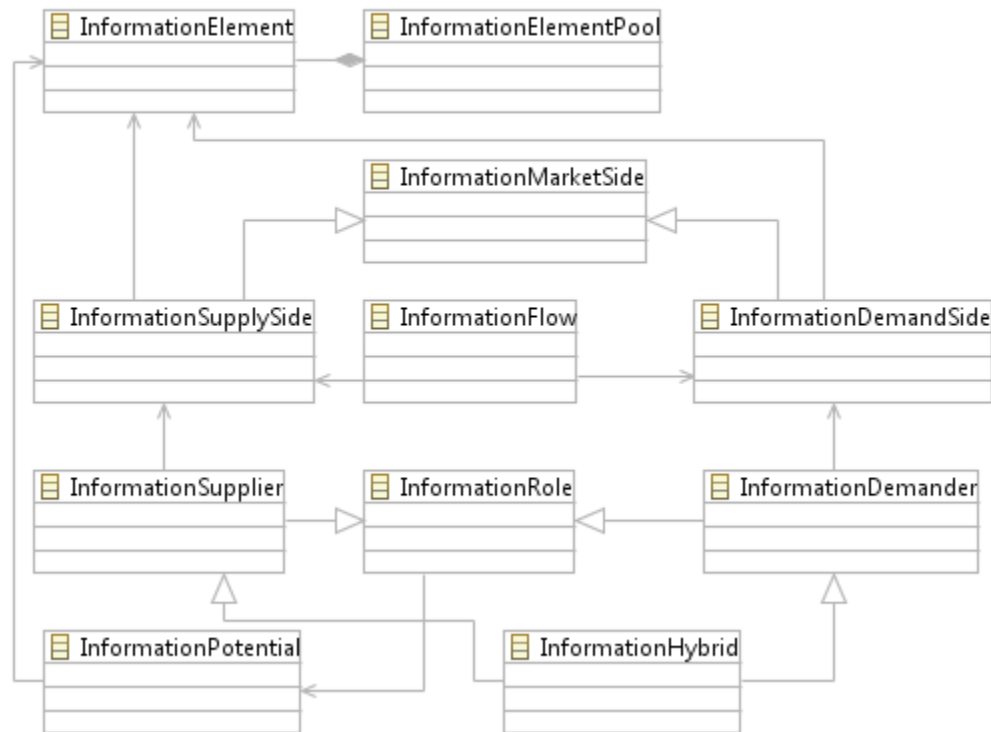 InformationElement
InformationElementPool
InformationMarketSide
InformationSupplySide
InformationFlow
InformationDemandSide
InformationSupplier
InformationRole
InformationDemander
InformationPotential
InformationHybrid